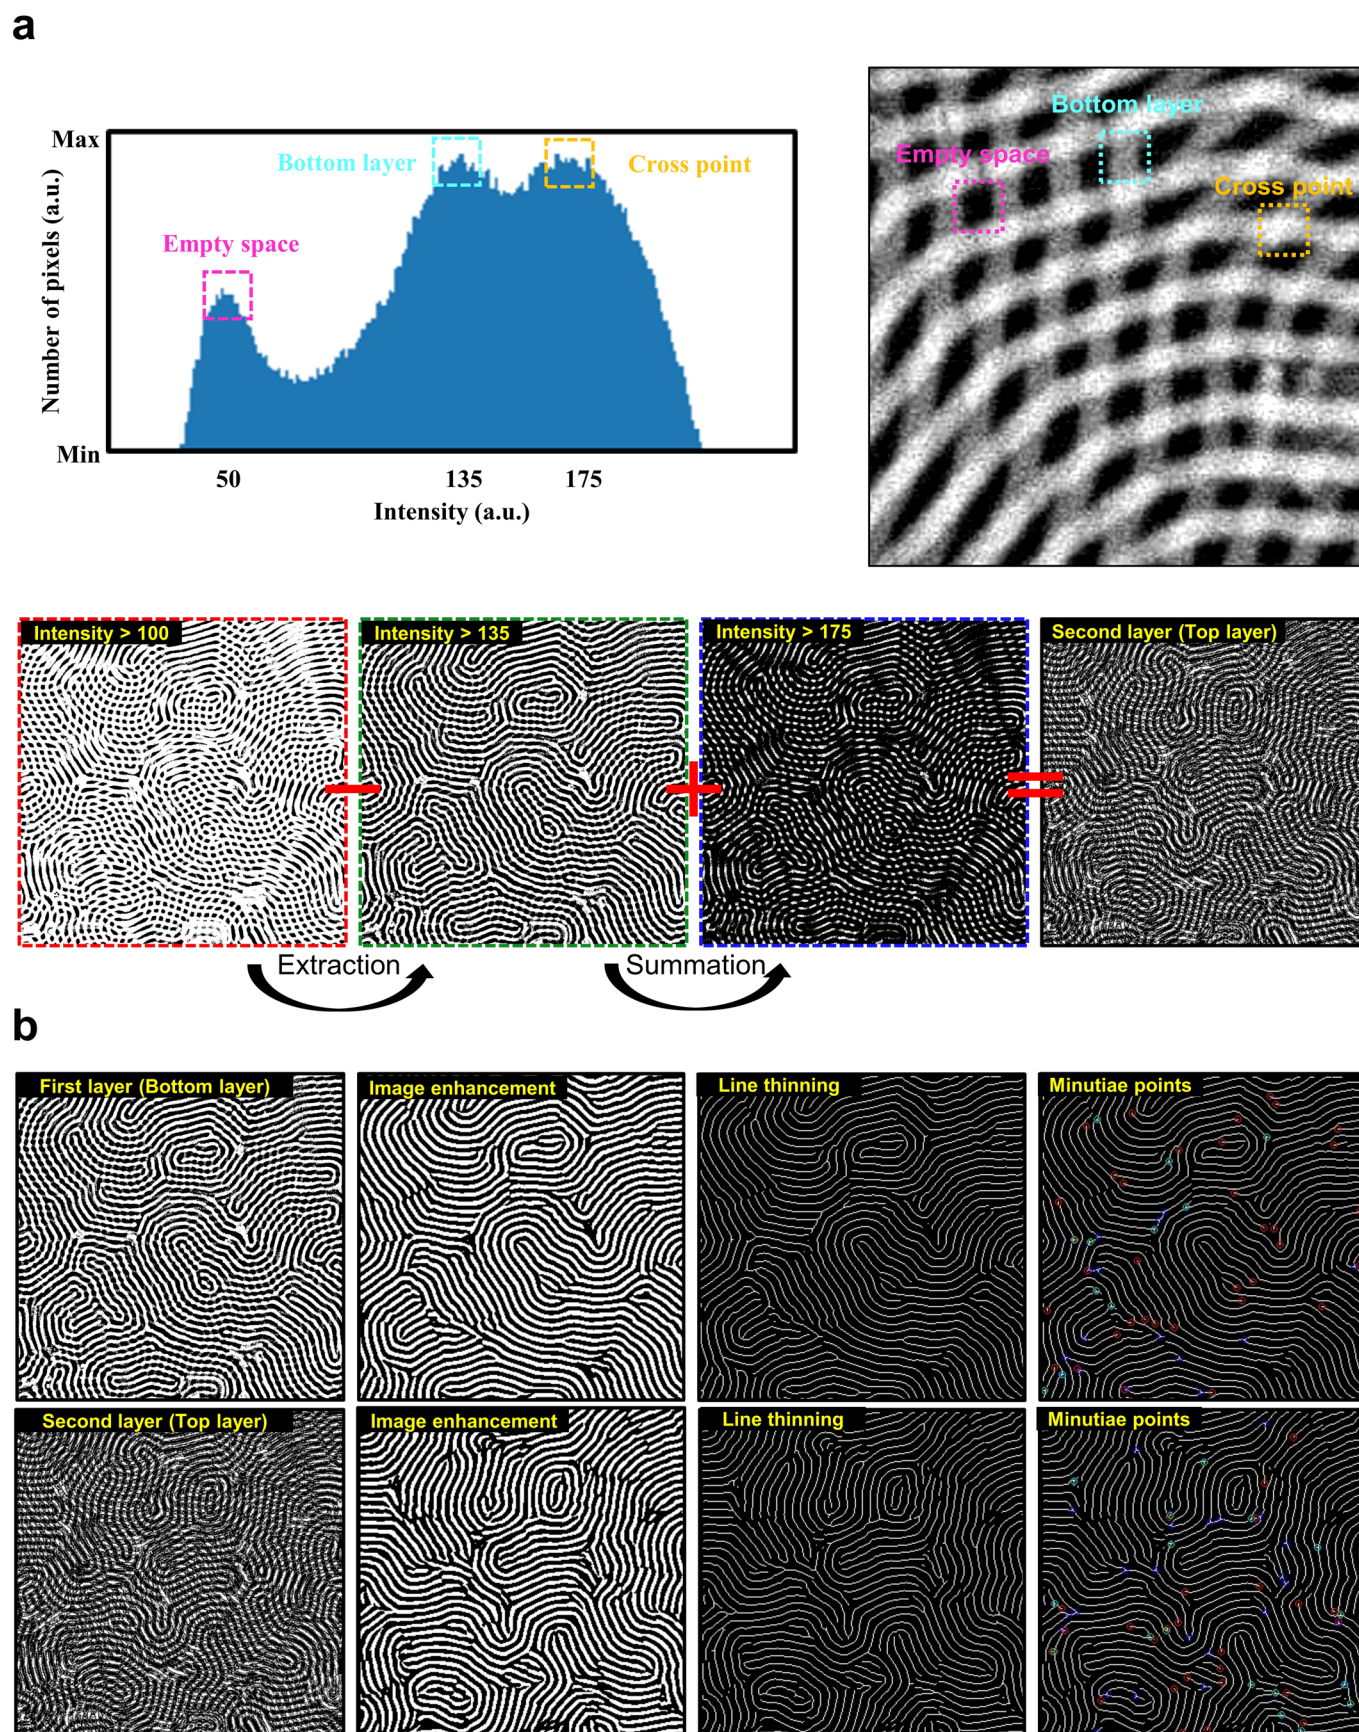 a
Max
Bottom layer
Cross point
Empty space
Number of pixels (a.u.)
Min
50
135
175
Intensity (a.u.)
Bottom layer
Empty space
Cross point
Intensity > 100
Intensity > 135
Intensity > 175
Second layer (Top layer)
Extraction
Summation
b
First layer (Bottom layer)
Image enhancement
Line thinning
Minutiae points
Second layer (Top layer)
Image enhancement
Line thinning
Minutiae points